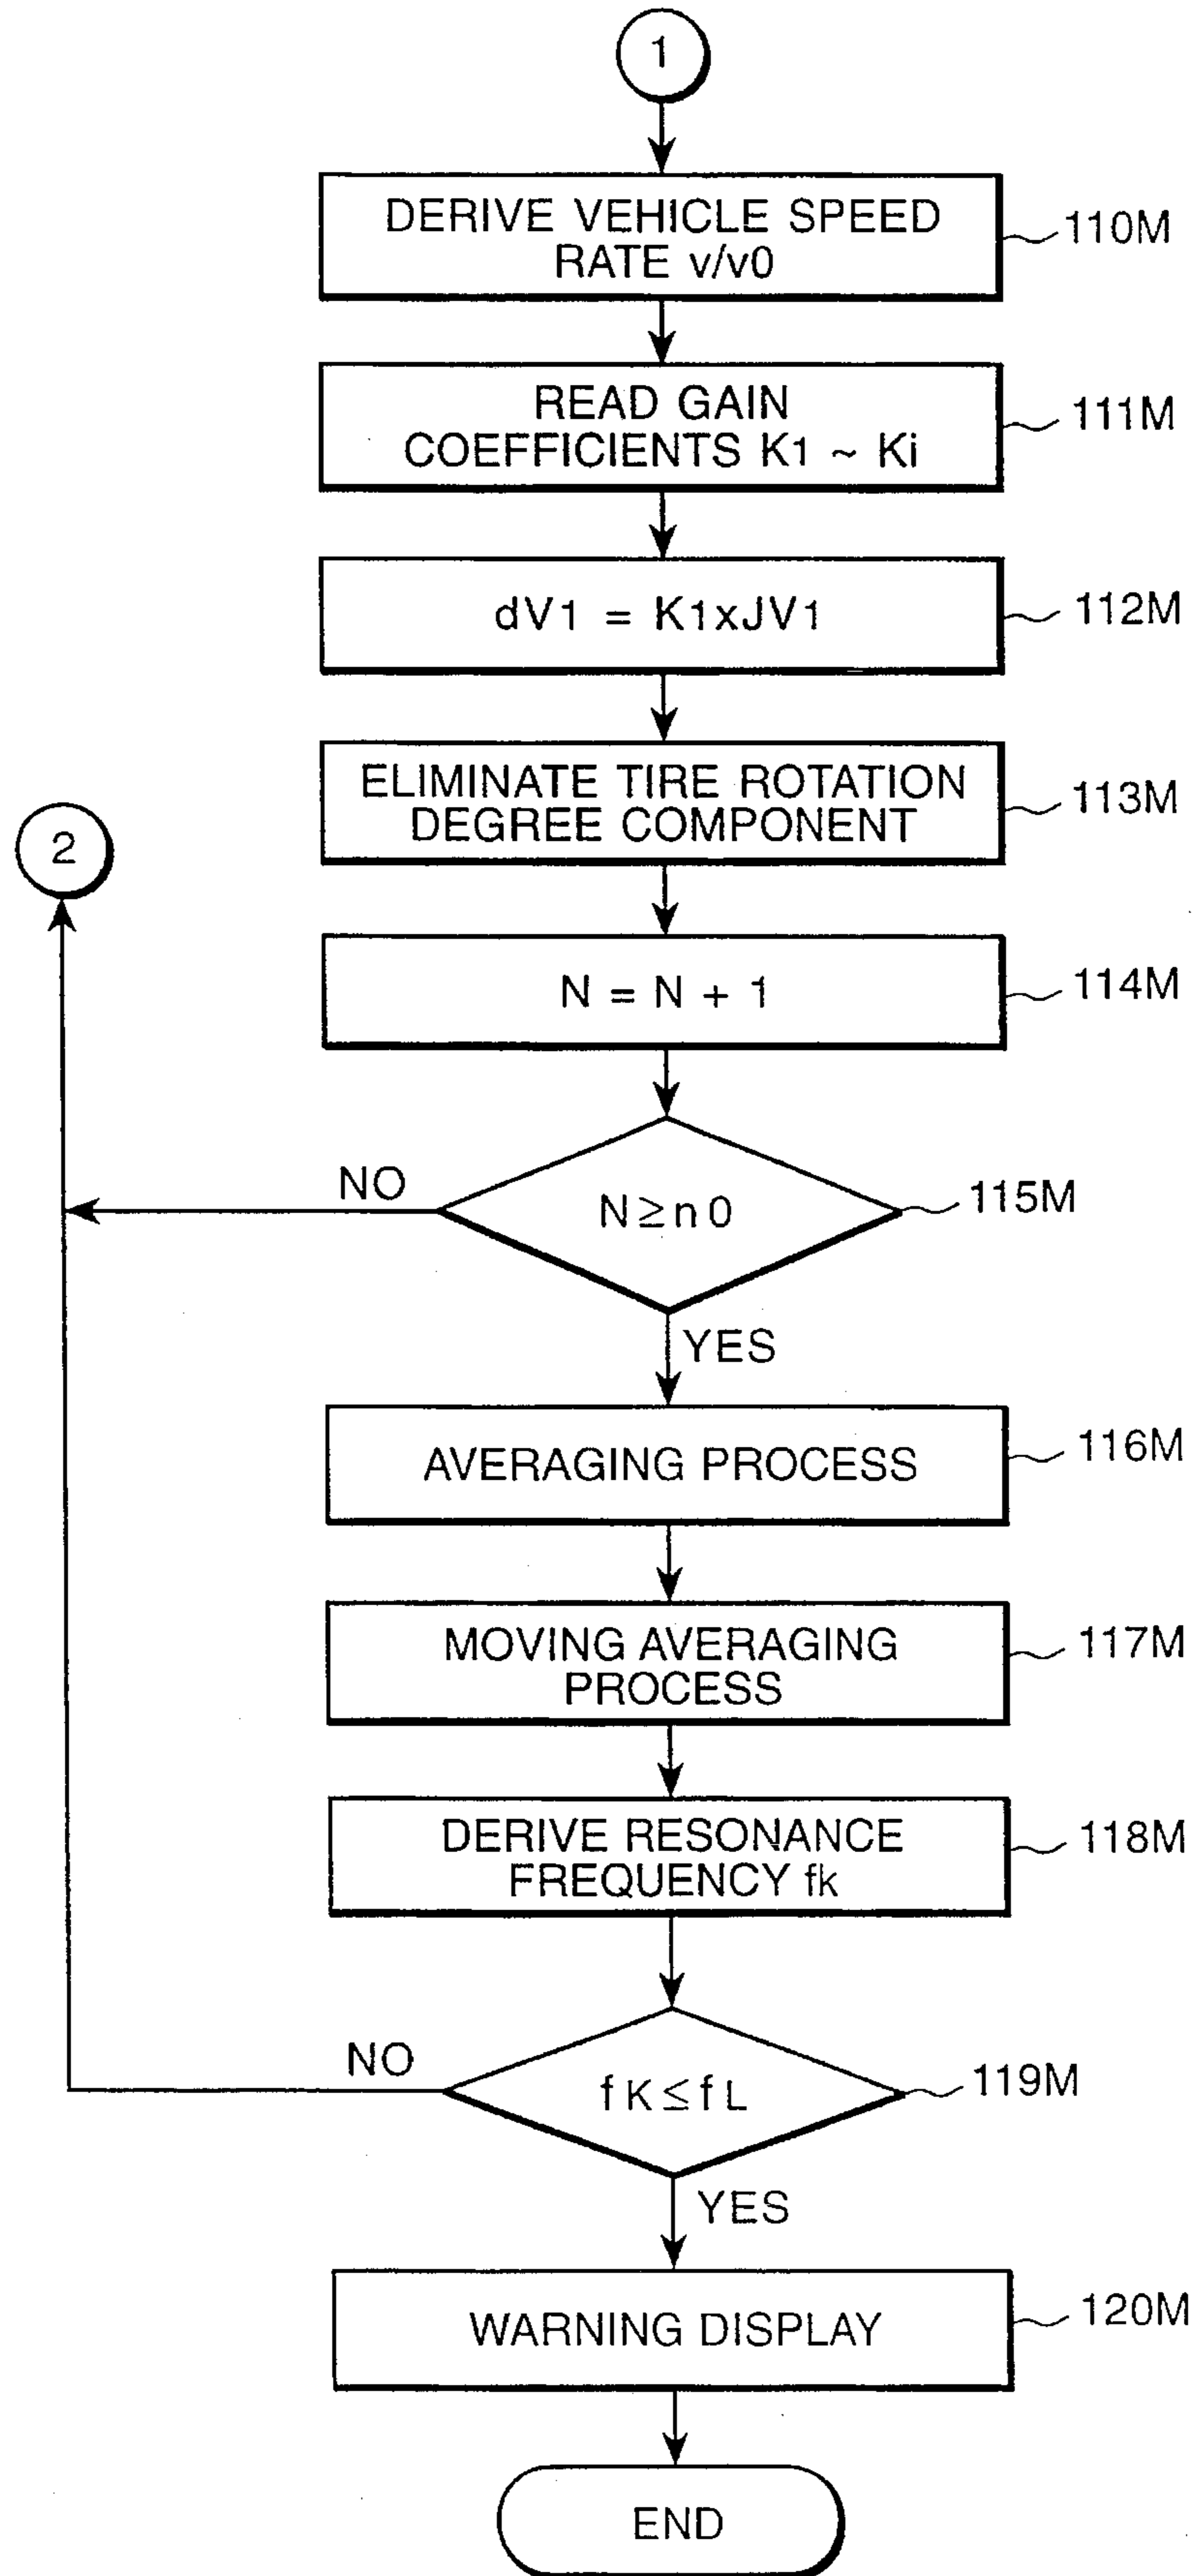 1
DERIVE VEHICLE SPEED
RATE v/v0
110M
READ GAIN
COEFFICIENTS K1 ~ Ki
111M
dV1 = K1xJV1
112M
ELIMINATE TIRE ROTATION
DEGREE COMPONENT
113M
2
N = N + 1
114M
NO
N≥n0
115M
YES
AVERAGING PROCESS
116M
MOVING AVERAGING
PROCESS
117M
DERIVE RESONANCE
FREQUENCY fk
118M
NO
fK≤fL
119M
YES
WARNING DISPLAY
120M
END